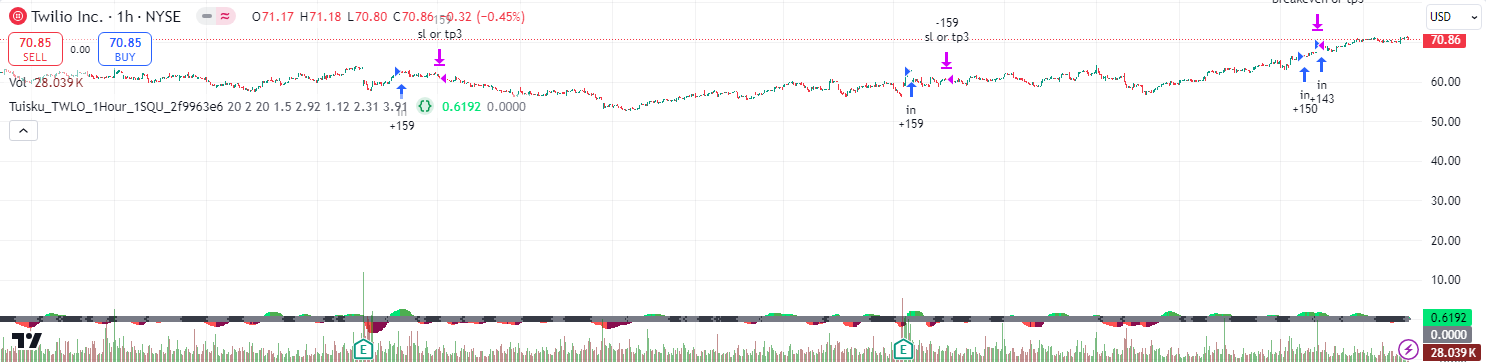 Twilio Inc. · 1h · NYSE O71.17 H71.18 L70.80 C70.86 −0.32 (−0.45%)
70.85 SELL 0.00 70.85 BUY
Vol 28.039K
Tuisku_TWLO_1Hour_1SQU_2f9963e6 20 2 20 1.5 2.92 1.12 2.31 3.91 0.6192 0.0000
-159
sl or tp3
in
+159
-159
sl or tp3
in
+159
Breakeven or tp3
in
+150
in
+143
USD
70.86
60.00
50.00
40.00
30.00
20.00
10.00
0.6192
0.0000
28.039K
E
E